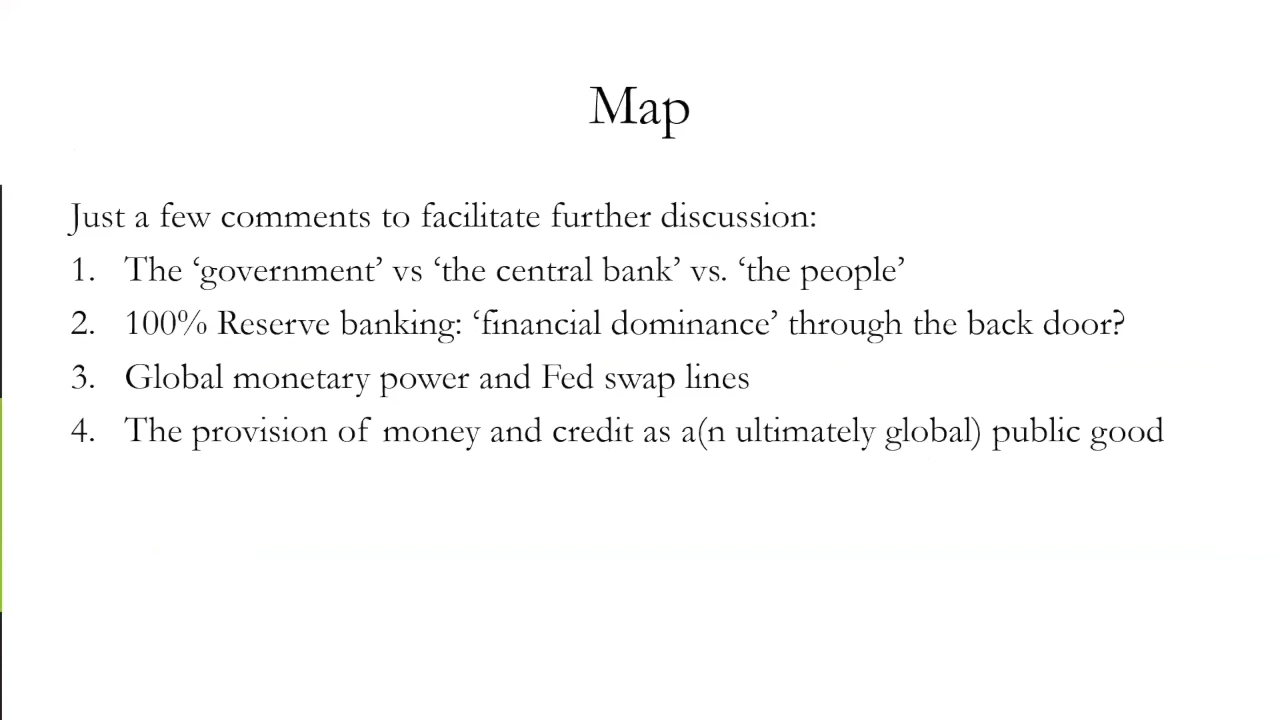 Map
Just a few comments to facilitate further discussion:
1. The ‘government’ vs ‘the central bank’ vs. ‘the people’
2. 100% Reserve banking: ‘financial dominance’ through the back door?
3. Global monetary power and Fed swap lines
4. The provision of money and credit as a(n ultimately global) public good